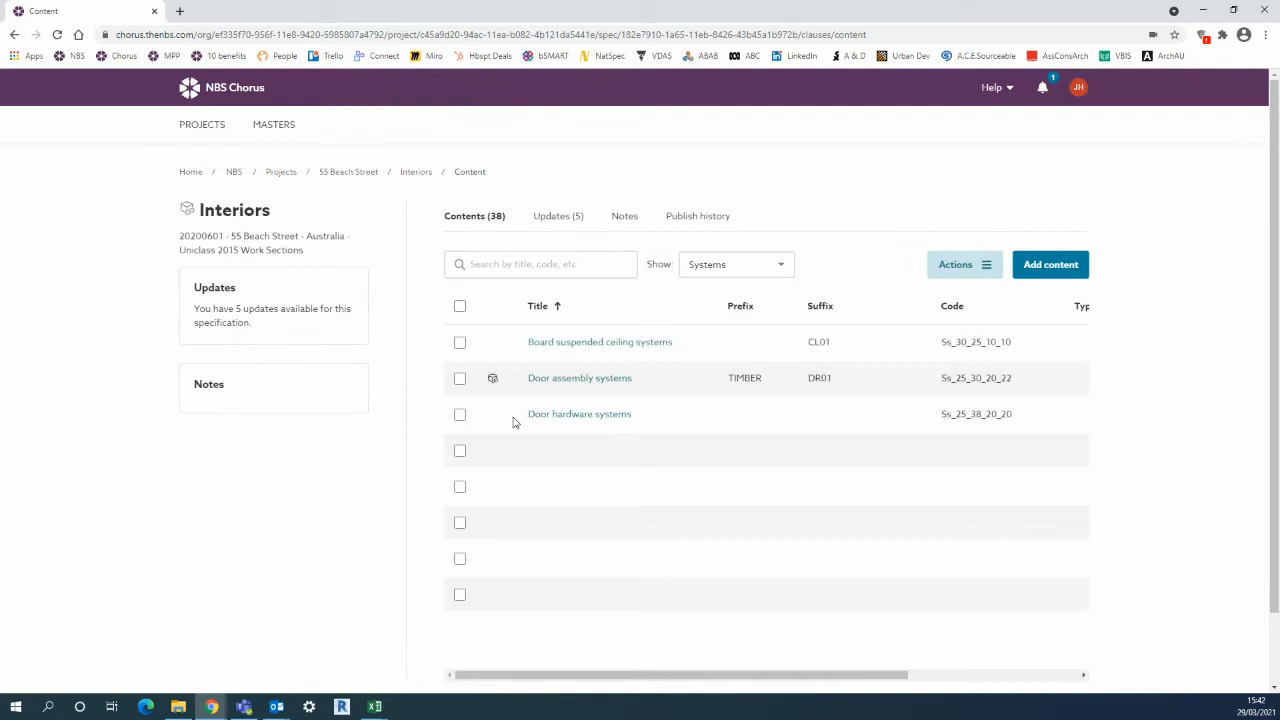 Content
chorus.thenbs.com/org/ef335f70-956f-11e8-9420-5985807a4792/project/c45a9d20-94ac-11ea-b082-4b121da5441e/spec/182e7910-1a65-11eb-8426-43b45a1b972b/clauses/content
Apps NBS Chorus MPP 10 benefits People Trello Connect Miro Hbspt Deals bSMART NatSpec VDAS ABAB ABC LinkedIn A & D Urban Dev A.C.E.Sourceable AssConsArch VBIS ArchAU
NBS Chorus Help 1 JH
PROJECTS MASTERS
Home / NBS / Projects / 55 Beach Street / Interiors / Content
Interiors
20200601 - 55 Beach Street - Australia -
Uniclass 2015 Work Sections
Updates
You have 5 updates available for this
specification.
Notes
Contents (38) Updates (5) Notes Publish history
Search by title, code, etc Show: Systems Actions Add content
Title Prefix Suffix Code Typ
Board suspended ceiling systems CL01 Ss_30_25_10_10
Door assembly systems TIMBER DR01 Ss_25_30_20_22
Door hardware systems Ss_25_38_20_20
15:42
29/03/2021